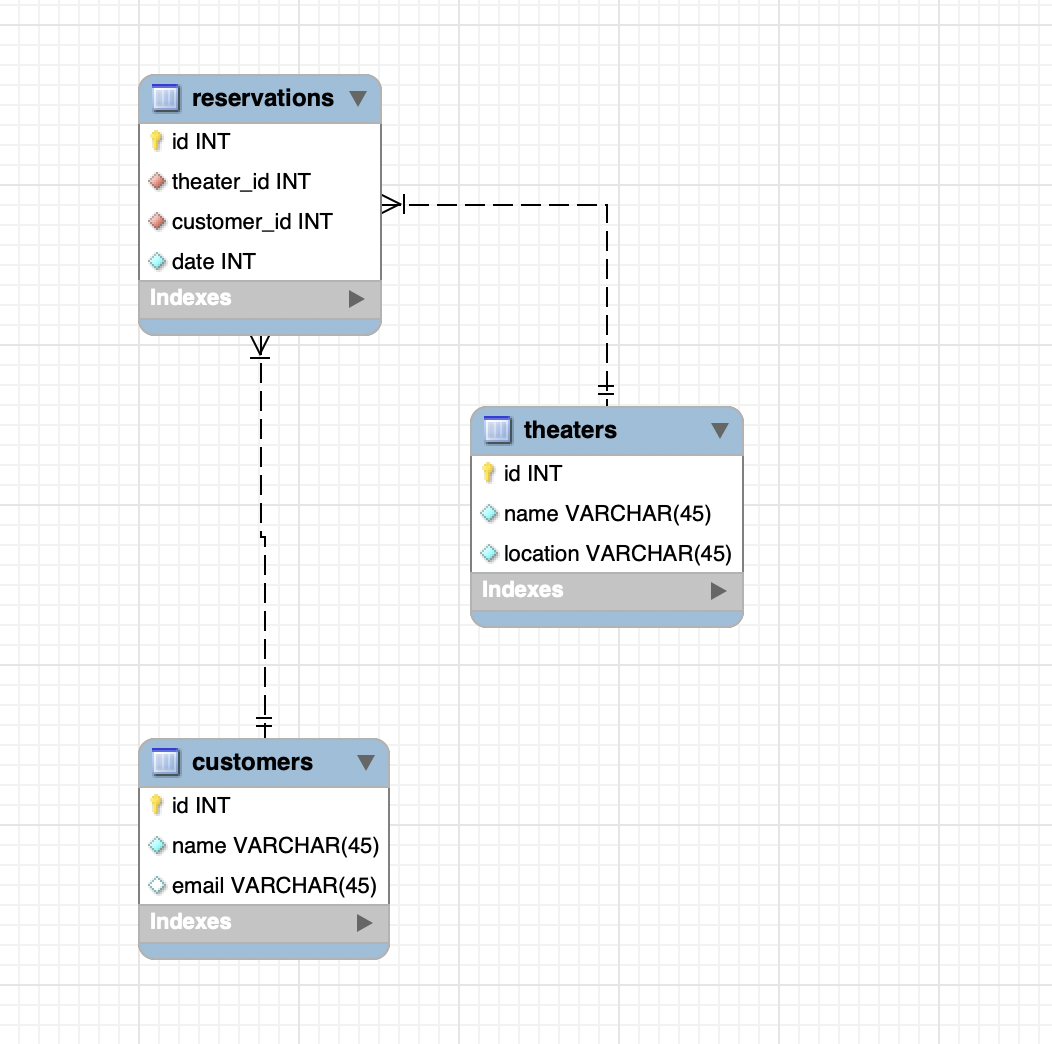 reservations
id INT
theater_id INT
customer_id INT
date INT
Indexes
theaters
id INT
name VARCHAR(45)
location VARCHAR(45)
Indexes
customers
id INT
name VARCHAR(45)
email VARCHAR(45)
Indexes